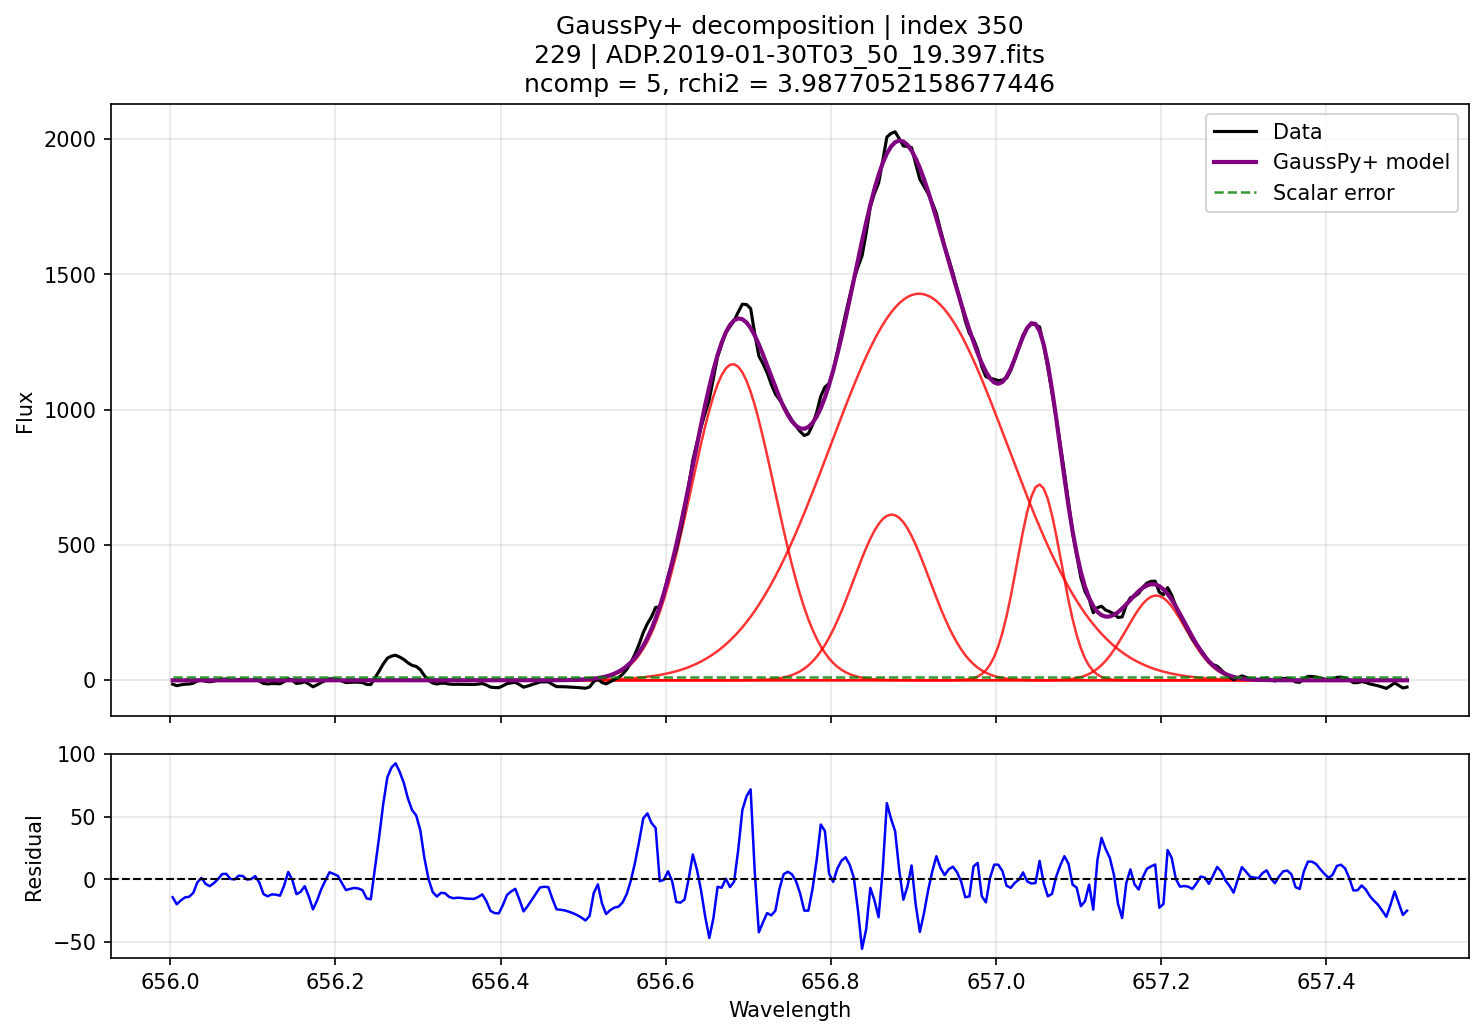 GaussPy+ decomposition | index 350
229 | ADP.2019-01-30T03_50_19.397.fits
ncomp = 5, rchi2 = 3.9877052158677446
Data
GaussPy+ model
Scalar error
2000
1500
1000
500
0
Flux
100
50
0
−50
Residual
656.0 656.2 656.4 656.6 656.8 657.0 657.2 657.4
Wavelength